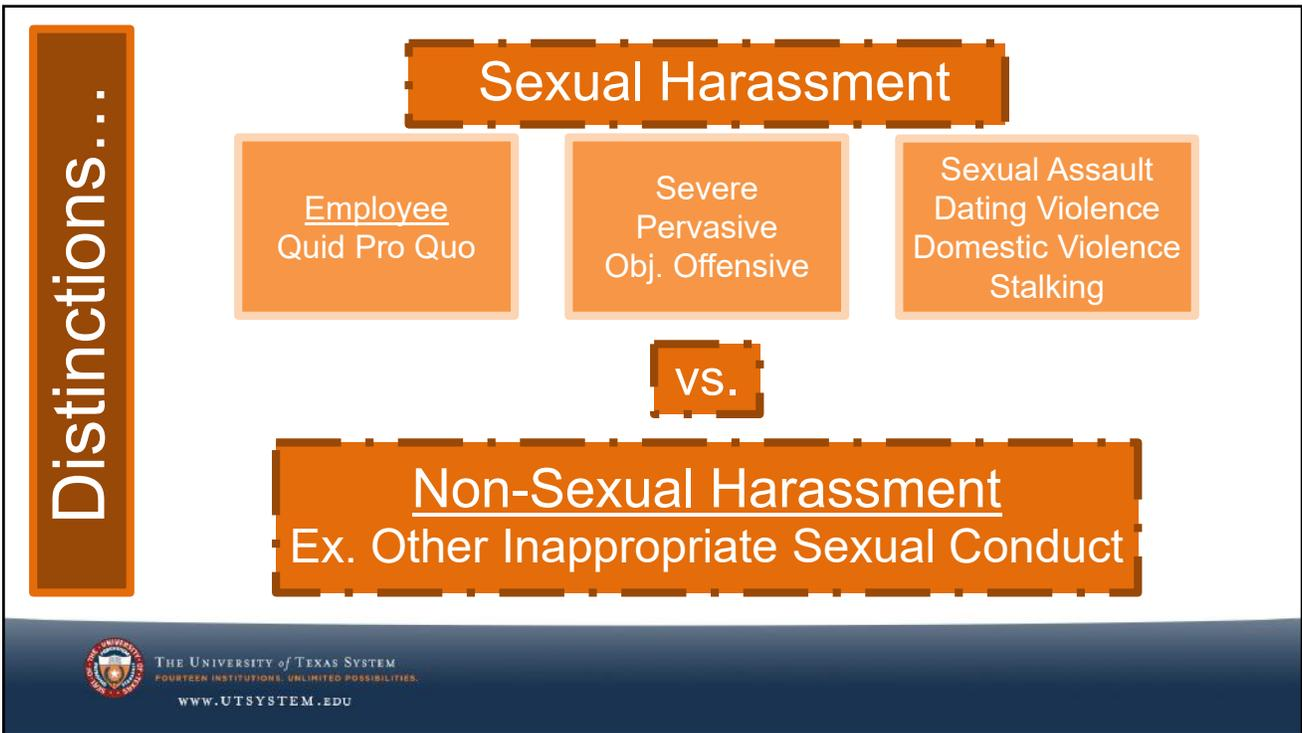 Distinctions...
Sexual Harassment
Employee
Quid Pro Quo
Severe
Pervasive
Obj. Offensive
Sexual Assault
Dating Violence
Domestic Violence
Stalking
vs.
Non-Sexual Harassment
Ex. Other Inappropriate Sexual Conduct
THE UNIVERSITY of TEXAS SYSTEM
FOURTEEN INSTITUTIONS. UNLIMITED POSSIBILITIES.
WWW.UTSYSTEM.EDU